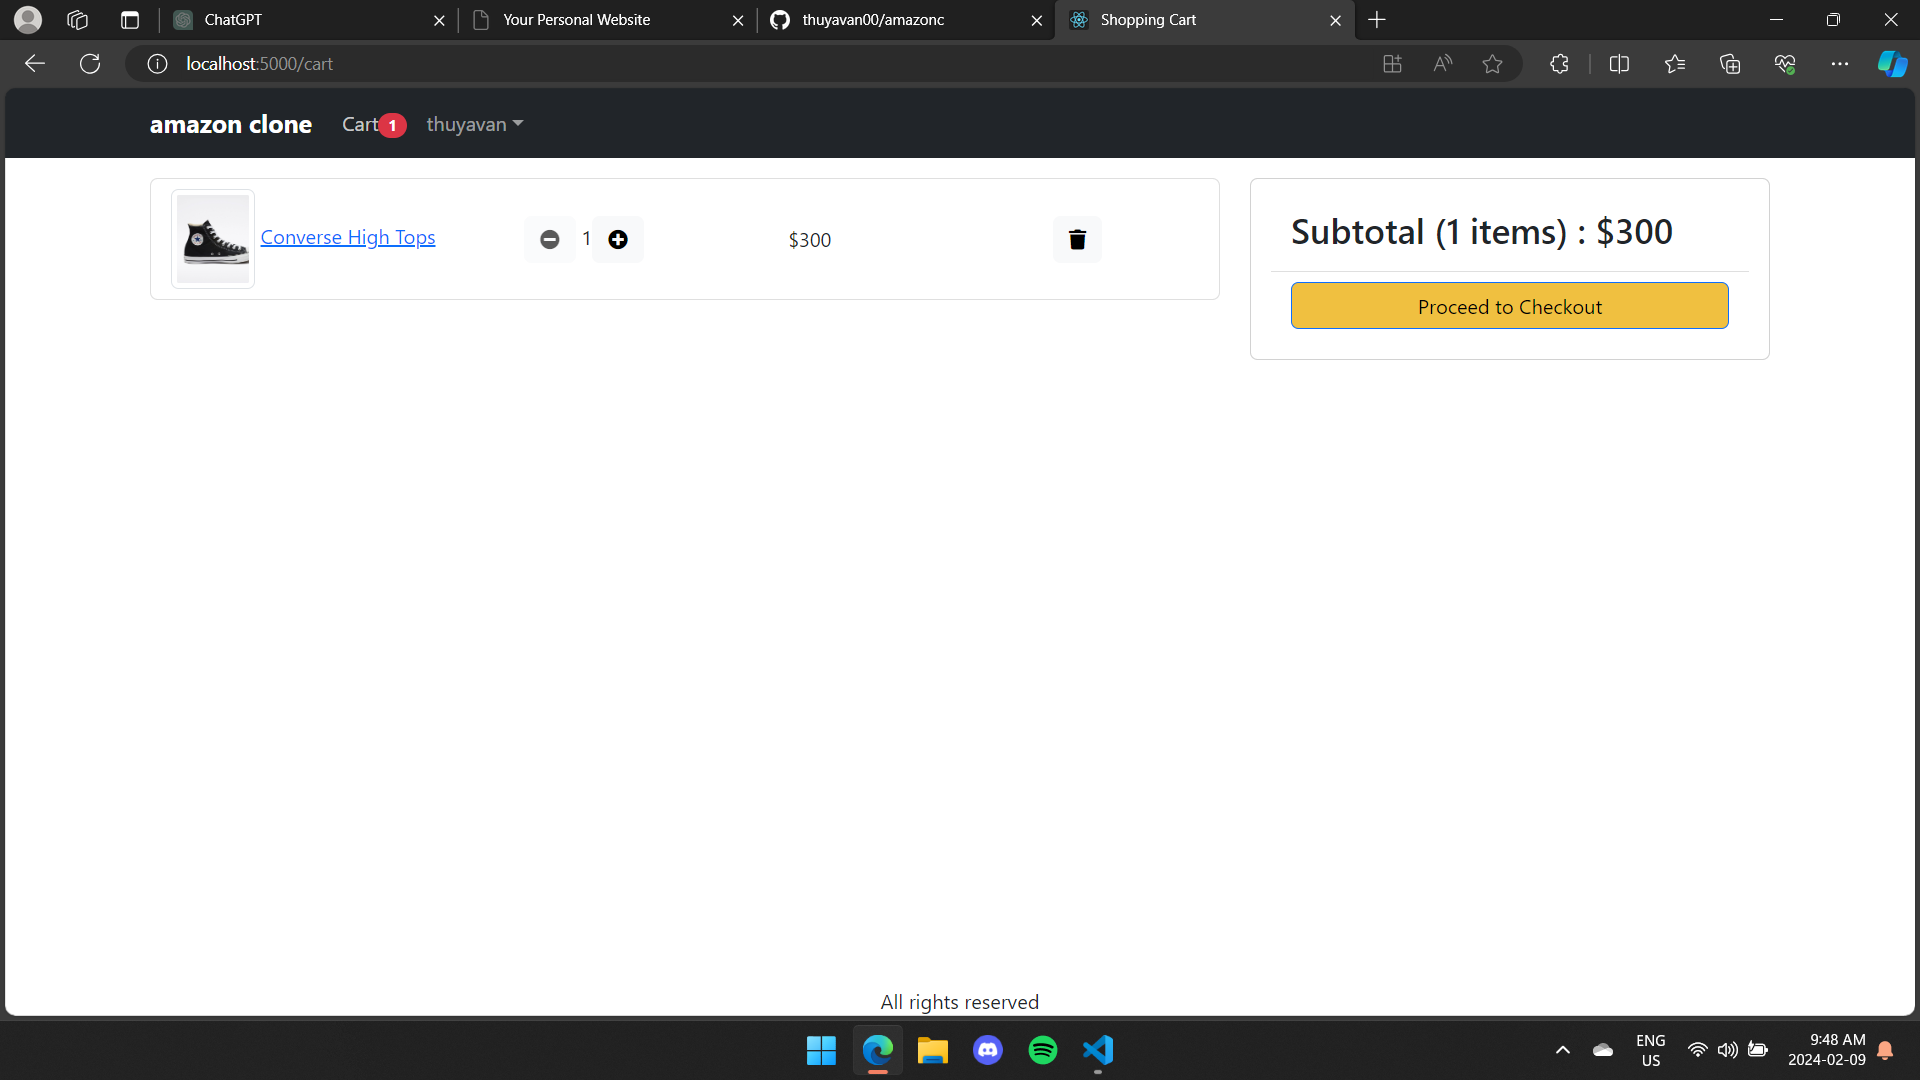 ChatGPT
Your Personal Website
thuyavan00/amazonc
Shopping Cart
localhost:5000/cart
amazon clone
Cart 1
thuyavan
Converse High Tops
1
$300
Subtotal (1 items) : $300
Proceed to Checkout
All rights reserved
ENG
US
9:48 AM
2024-02-09